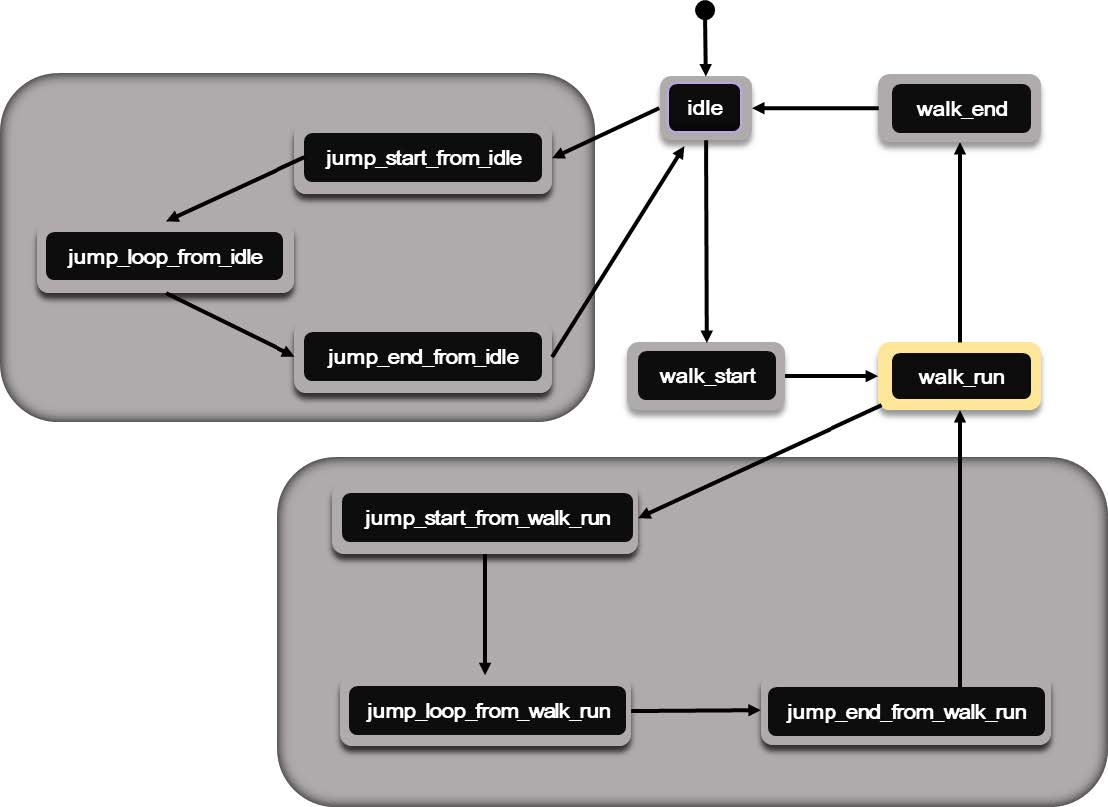 idle
walk_end
jump_start_from_idle
jump_loop_from_idle
jump_end_from_idle
walk_start
walk_run
jump_start_from_walk_run
jump_loop_from_walk_run
jump_end_from_walk_run